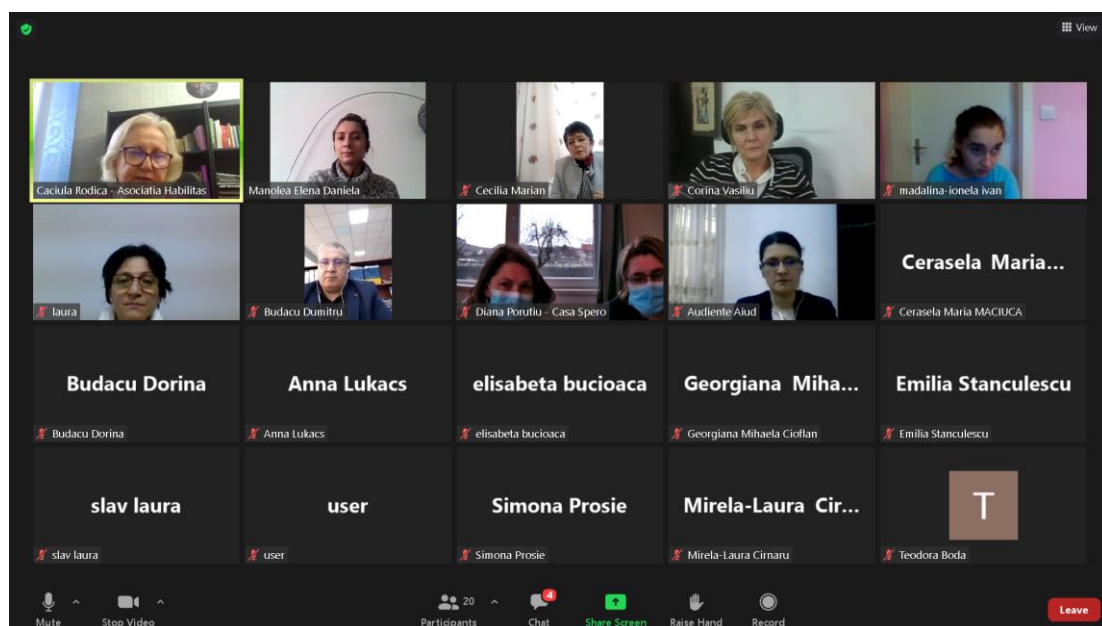 View
Caciula Rodica - Asociatia Habilitas
Manolea Elena Daniela
Cecilia Marian
Corina Vasiliu
madalina-ionela ivan
laura
Budacu Dumitru
Diana Porutiu - Casa Spero
Audiente Aiud
Cerasela Maria...
Cerasela Maria MACIUCA
Budacu Dorina
Budacu Dorina
Anna Lukacs
Anna Lukacs
elisabeta bucioaca
elisabeta bucioaca
Georgiana Miha...
Georgiana Mihaela Cioflan
Emilia Stanculescu
Emilia Stanculescu
slav laura
slav laura
user
user
Simona Prosie
Simona Prosie
Mirela-Laura Cir...
Mirela-Laura Cirnaru
T
Teodora Boda
Mute
Stop Video
20
Participants
4
Chat
Share Screen
Raise Hand
Record
Leave